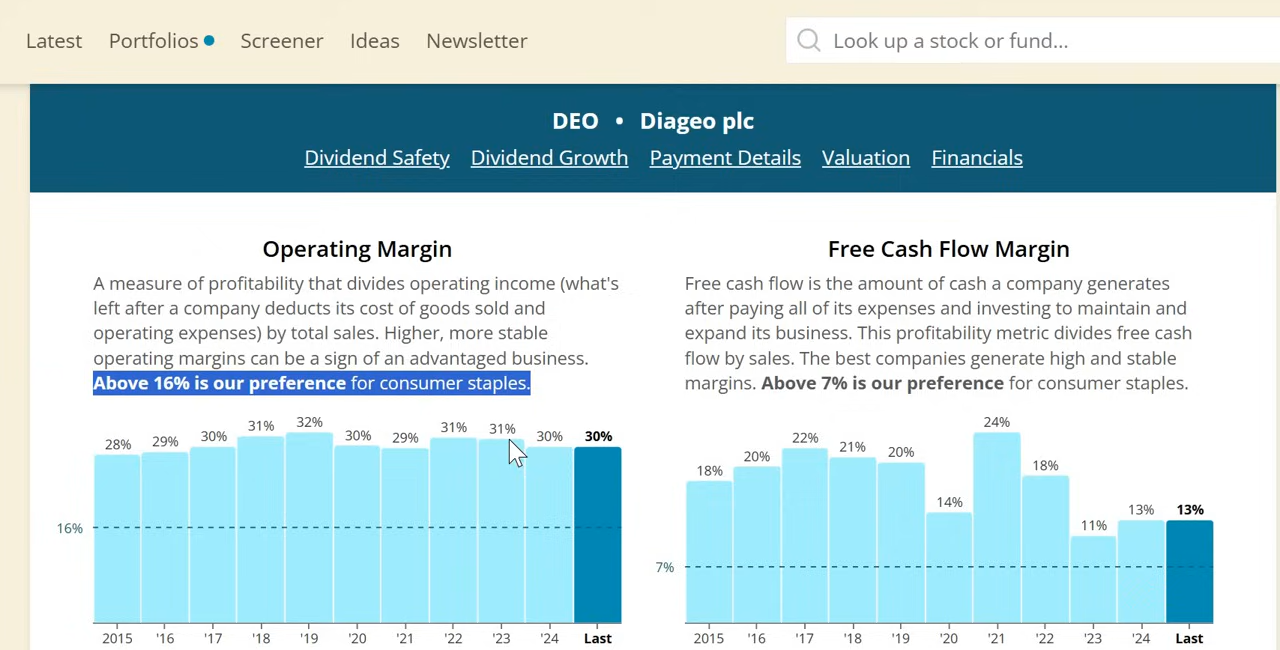 Latest Portfolios Screener Ideas Newsletter
Look up a stock or fund...
DEO • Diageo plc
Dividend Safety Dividend Growth Payment Details Valuation Financials
Operating Margin
A measure of profitability that divides operating income (what's
left after a company deducts its cost of goods sold and
operating expenses) by total sales. Higher, more stable
operating margins can be a sign of an advantaged business.
Above 16% is our preference for consumer staples.
28% 29% 30% 31% 32% 30% 29% 31% 31% 30% 30%
16%
2015 '16 '17 '18 '19 '20 '21 '22 '23 '24 Last
Free Cash Flow Margin
Free cash flow is the amount of cash a company generates
after paying all of its expenses and investing to maintain and
expand its business. This profitability metric divides free cash
flow by sales. The best companies generate high and stable
margins. Above 7% is our preference for consumer staples.
18% 20% 22% 21% 20% 14% 24% 18% 11% 13% 13%
7%
2015 '16 '17 '18 '19 '20 '21 '22 '23 '24 Last